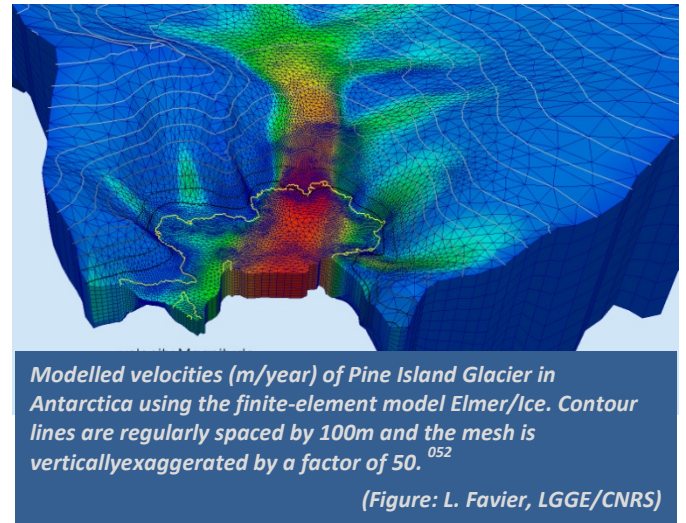 Modelled velocities (m/year) of Pine Island Glacier in
Antarctica using the finite-element model Elmer/Ice. Contour
lines are regularly spaced by 100m and the mesh is
verticallyexaggerated by a factor of 50. 052
(Figure: L. Favier, LGGE/CNRS)